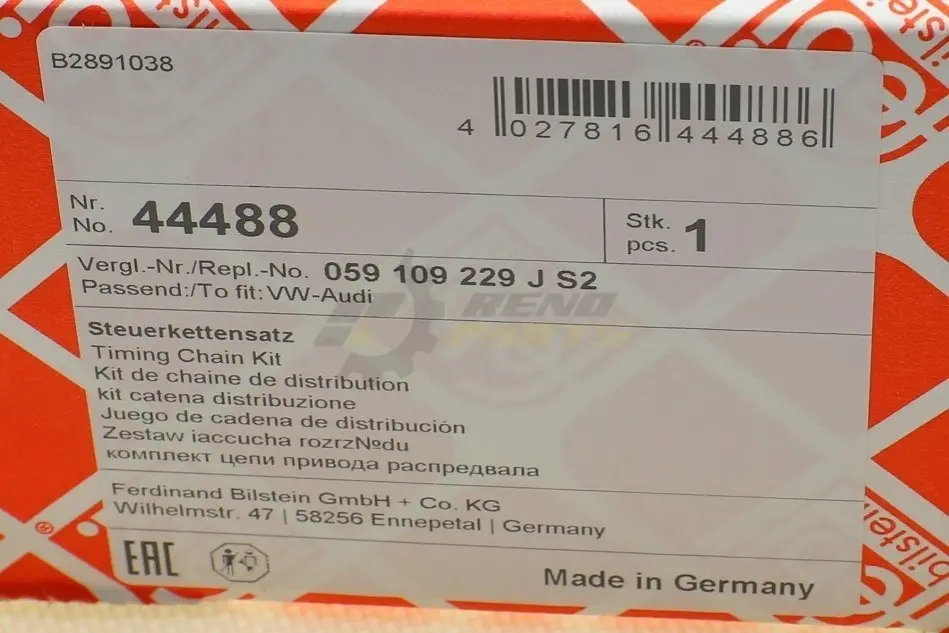 B2891038
4 027816 444886
Nr.
No. 44488
Stk.
pcs. 1
Vergl.-Nr./Repl.-No. 059 109 229 J S2
Passend:/To fit: VW-Audi
RENO
PARTS
Steuerkettensatz
Timing Chain Kit
Kit de chaine de distribution
kit catena distribuzione
Juego de cadena de distribución
Zestaw iaccucha rozrz№du
комплект цепи привода распредвала
Ferdinand Bilstein GmbH + Co. KG
Wilhelmstr. 47 | 58256 Ennepetal | Germany
EAC
Made in Germany
bilstein